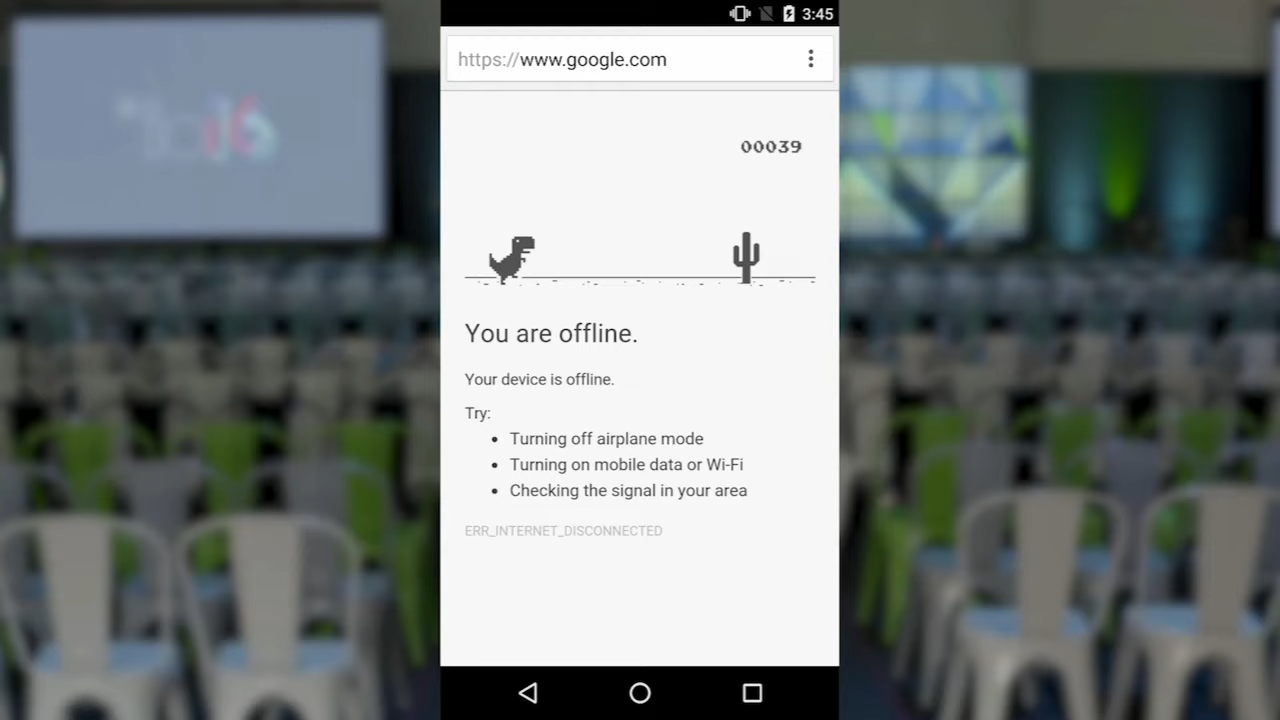 3:45
https://www.google.com
00039
You are offline.
Your device is offline.
Try:
Turning off airplane mode
Turning on mobile data or Wi-Fi
Checking the signal in your area
ERR_INTERNET_DISCONNECTED